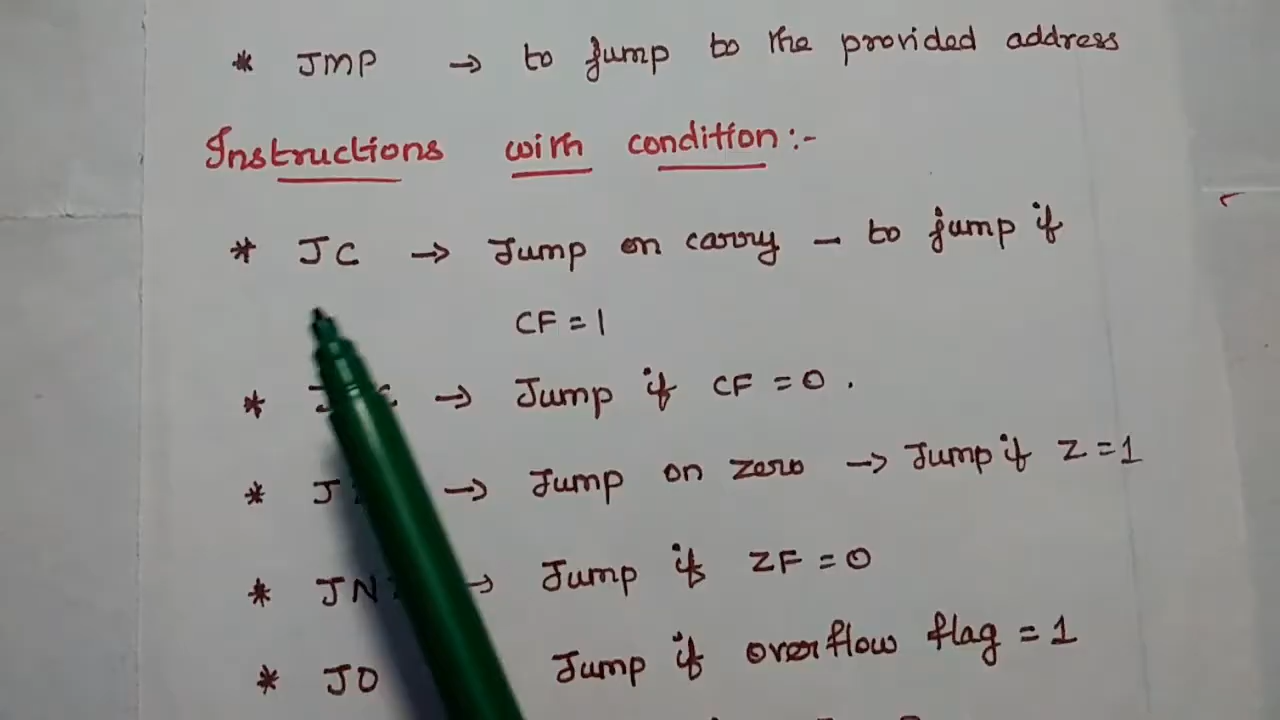 * JMP → to jump to the provided address
Instructions with condition:-
* JC → Jump on carry – to jump if
CF = 1
* → Jump if CF = 0 .
* → Jump on zero → Jump if Z = 1
* → Jump if ZF = 0
* JO Jump if overflow flag = 1